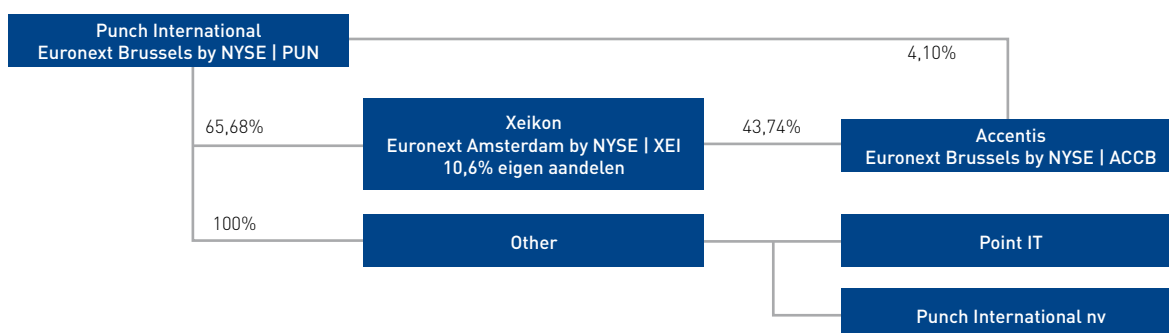 Punch International
Euronext Brussels by NYSE | PUN
4,10%
65,68%
Xeikon
Euronext Amsterdam by NYSE | XEI
10,6% eigen aandelen
43,74%
Accentis
Euronext Brussels by NYSE | ACCB
100%
Other
Point IT
Punch International nv